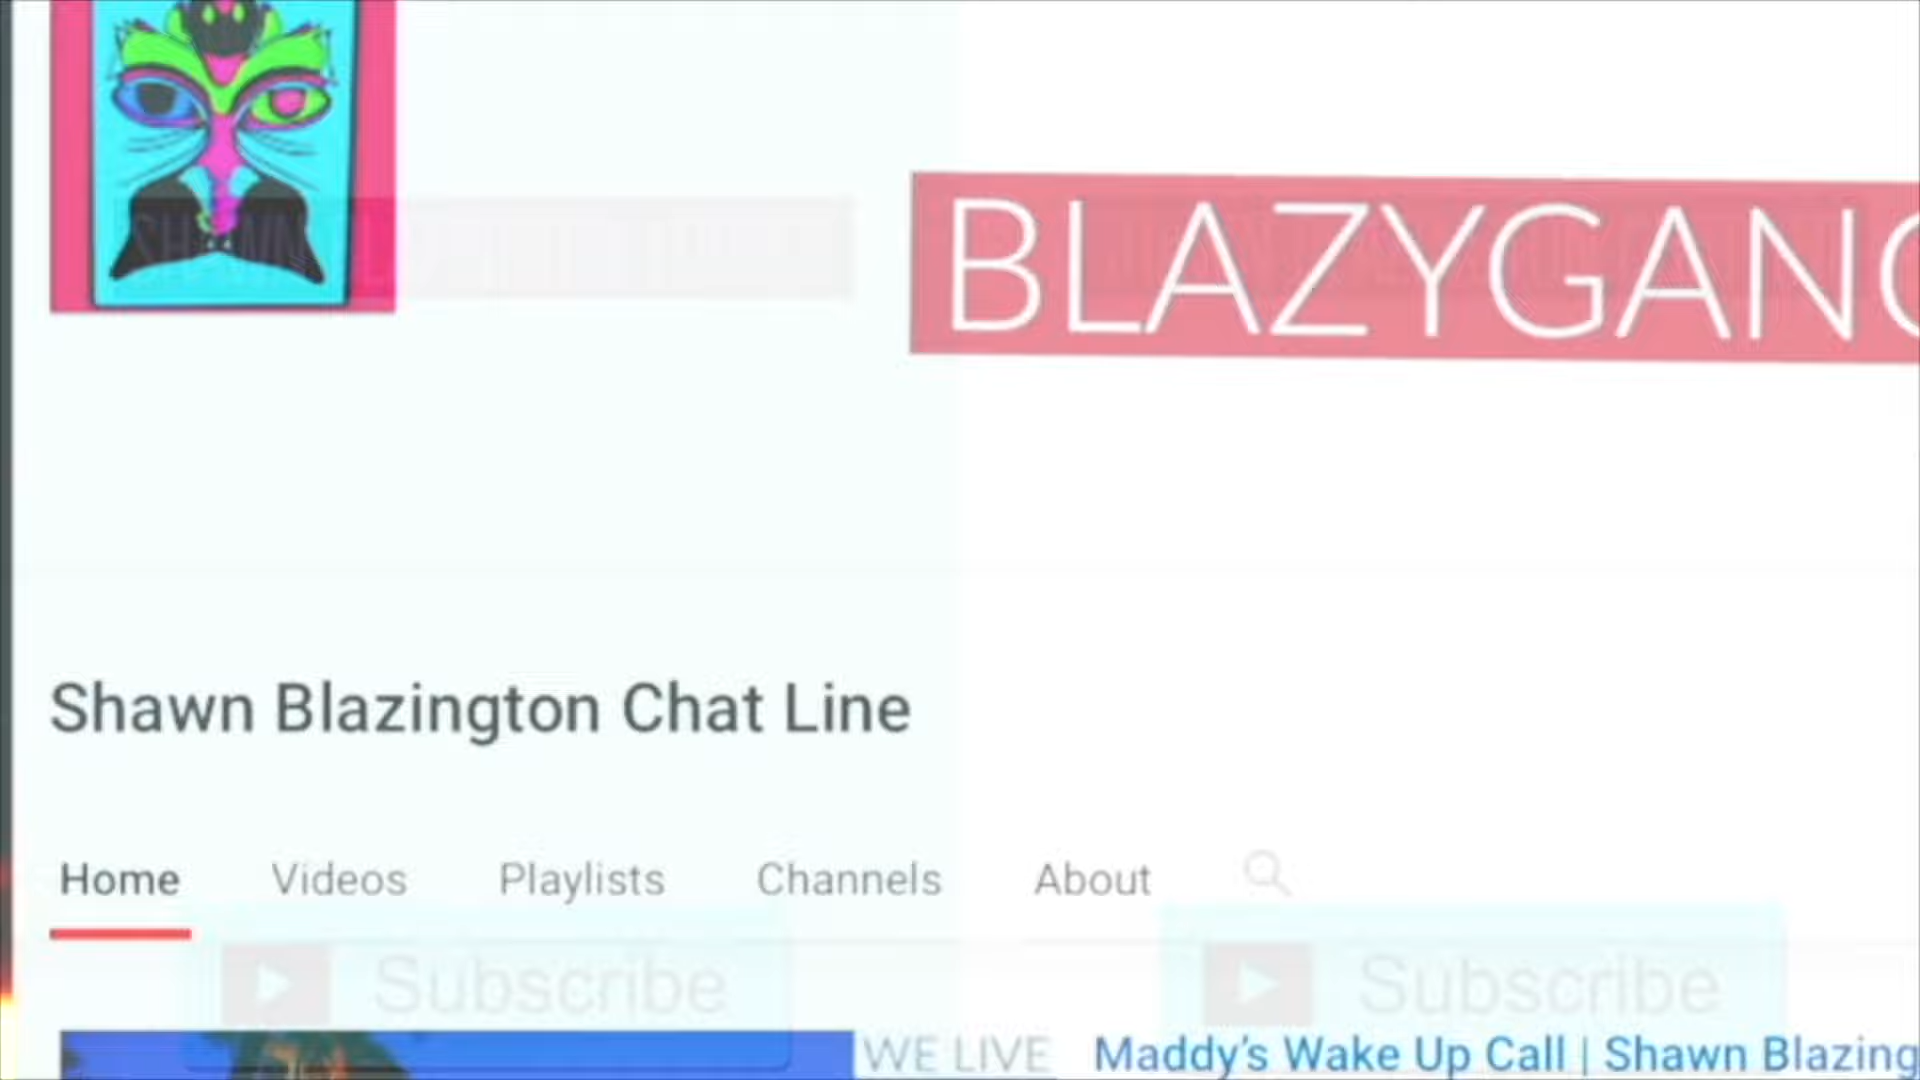 BLAZYGANG
Shawn Blazington Chat Line
Home Videos Playlists Channels About
Subscribe Subscribe
WE LIVE Maddy's Wake Up Call | Shawn Blazing